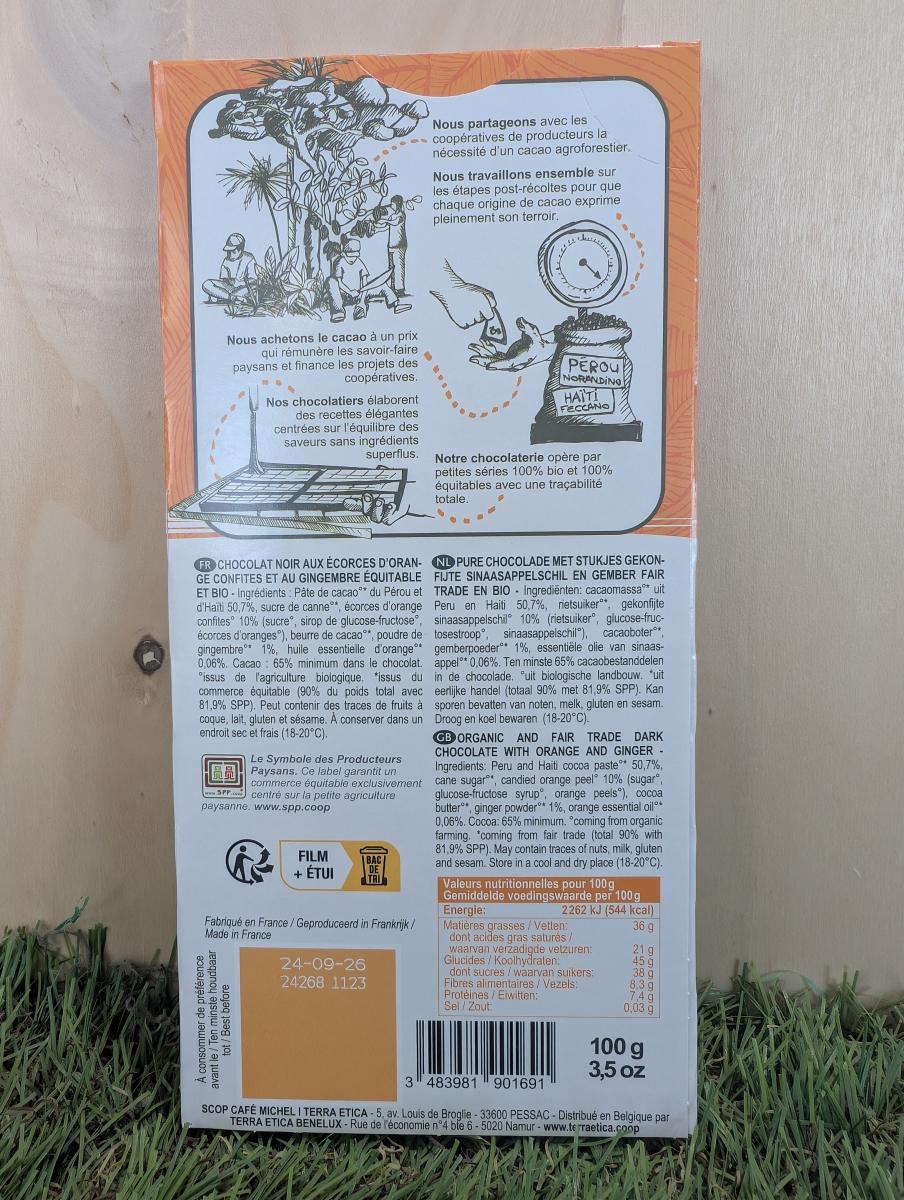 Nous partageons avec les
coopératives de producteurs la
nécessité d'un cacao agroforestier.
Nous travaillons ensemble sur
les étapes post-récoltes pour que
chaque origine de cacao exprime
pleinement son terroir.
PÉROU
NORANDINO
HAÏTI
FECCANO
Nous achetons le cacao à un prix
qui rémunère les savoir-faire
paysans et finance les projets des
coopératives.
Nos chocolatiers élaborent
des recettes élégantes
centrées sur l'équilibre des
saveurs sans ingrédients
superflus.
Notre chocolaterie opère par
petites séries 100% bio et 100%
équitables avec une traçabilité
totale.
FR CHOCOLAT NOIR AUX ÉCORCES D'ORAN-
GE CONFITES ET AU GINGEMBRE ÉQUITABLE
ET BIO - Ingrédients : Pâte de cacao°* du Pérou et
d'Haïti 50,7%, sucre de canne°*, écorces d'orange
confites° 10% (sucre°, sirop de glucose-fructose°,
écorces d'oranges°), beurre de cacao°*, poudre de
gingembre°* 1%, huile essentielle d'orange°*
0,06%. Cacao : 65% minimum dans le chocolat.
°issus de l'agriculture biologique. *issus du
commerce équitable (90% du poids total avec
81,9% SPP). Peut contenir des traces de fruits à
coque, lait, gluten et sésame. À conserver dans un
endroit sec et frais (18-20°C).
www.SPP.coop
Le Symbole des Producteurs
Paysans. Ce label garantit un
commerce équitable exclusivement
centré sur la petite agriculture
paysanne. www.spp.coop
FILM
+ ÉTUI
BAC
DE
TRI
Fabriqué en France / Geproduceerd in Frankrijk /
Made in France
À consommer de préférence
avant le / Ten minste houdbaar
tot / Best before
24-09-26
24268 1123
NL PURE CHOCOLADE MET STUKJES GEKON-
FIJTE SINAASAPPELSCHIL EN GEMBER FAIR
TRADE EN BIO - Ingrediënten: cacaomassa°* uit
Peru en Haiti 50,7%, rietsuiker°*, gekonfijte
sinaasappelschil° 10% (rietsuiker°, glucose-fruc-
tosestroop°, sinaasappelschil°), cacaoboter°*,
gemberpoeder°* 1%, essentiële olie van sinaas-
appel°* 0,06%. Ten minste 65% cacaobestanddelen
in de chocolade. °uit biologische landbouw. *uit
eerlijke handel (totaal 90% met 81,9% SPP). Kan
sporen bevatten van noten, melk, gluten en sesam.
Droog en koel bewaren (18-20°C).
GB ORGANIC AND FAIR TRADE DARK
CHOCOLATE WITH ORANGE AND GINGER -
Ingredients: Peru and Haiti cocoa paste°* 50,7%,
cane sugar°*, candied orange peel° 10% (sugar°,
glucose-fructose syrup°, orange peels°), cocoa
butter°*, ginger powder°* 1%, orange essential oil°*
0,06%. Cocoa: 65% minimum. °coming from organic
farming. *coming from fair trade (total 90% with
81,9% SPP). May contain traces of nuts, milk, gluten
and sesam. Store in a cool and dry place (18-20°C).
Valeurs nutritionnelles pour 100g
Gemiddelde voedingswaarde per 100g
Energie: 2262 kJ (544 kcal)
Matières grasses / Vetten: 36 g
dont acides gras saturés /
waarvan verzadigde vetzuren: 21 g
Glucides / Koolhydraten: 45 g
dont sucres / waarvan suikers: 38 g
Fibres alimentaires / Vezels: 8,3 g
Protéines / Eiwitten: 7,4 g
Sel / Zout: 0,03 g
3 483981 901691
100 g
3,5 oz
SCOP CAFÉ MICHEL I TERRA ETICA - 5, av. Louis de Broglie - 33600 PESSAC - Distribué en Belgique par
TERRA ETICA BENELUX - Rue de l'économie n°4 bte 6 - 5020 Namur - www.terraetica.coop